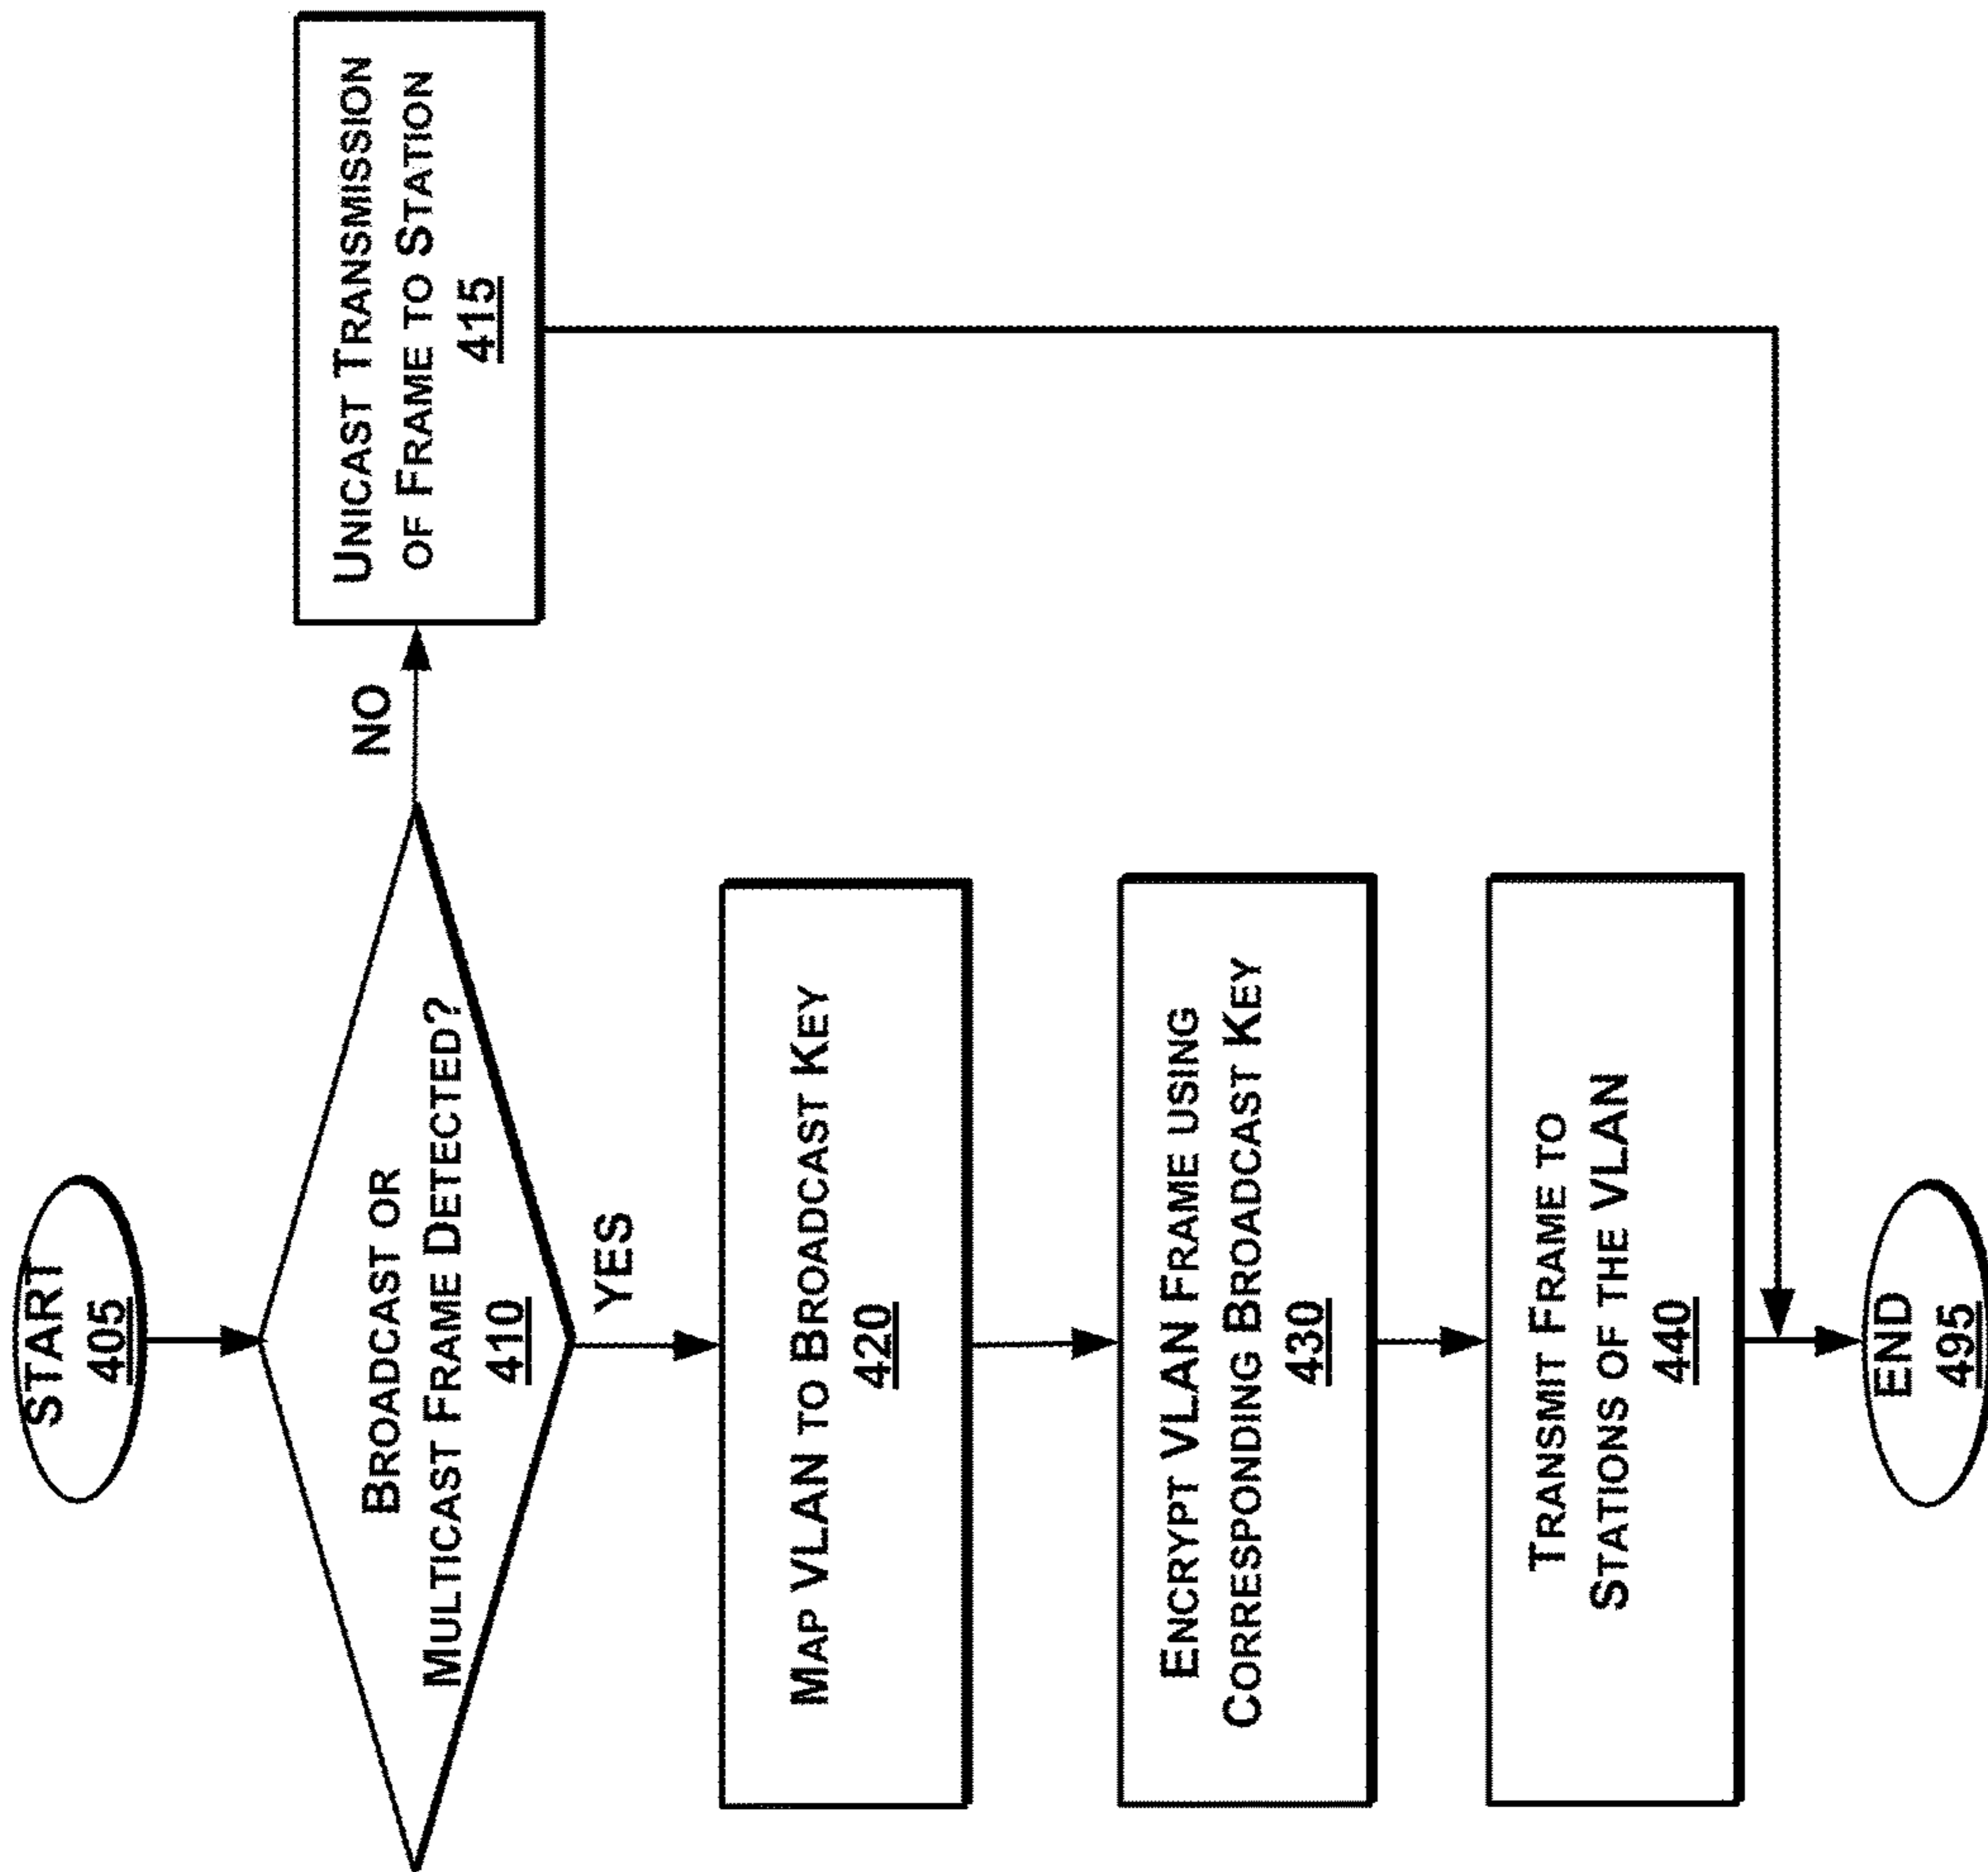 START
405
BROADCAST OR
MULTICAST FRAME DETECTED?
410
NO
UNICAST TRANSMISSION
OF FRAME TO STATION
415
YES
MAP VLAN TO BROADCAST KEY
420
ENCRYPT VLAN FRAME USING
CORRESPONDING BROADCAST KEY
430
TRANSMIT FRAME TO
STATIONS OF THE VLAN
440
END
495